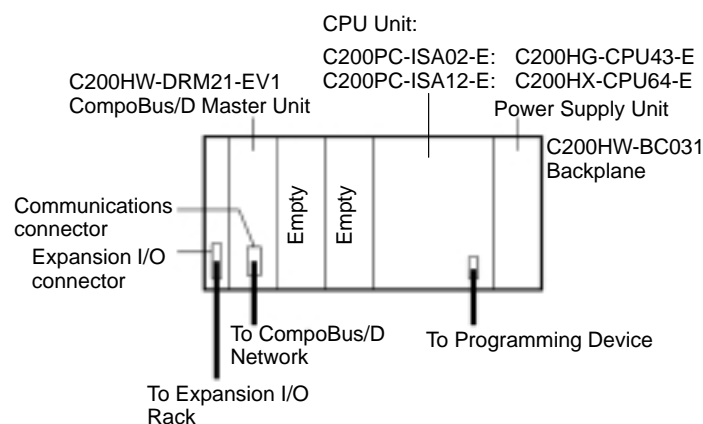 CPU Unit:
C200PC-ISA02-E: C200HG-CPU43-E
C200PC-ISA12-E: C200HX-CPU64-E
C200HW-DRM21-EV1
CompoBus/D Master Unit
Power Supply Unit
C200HW-BC031
Backplane
Empty
Empty
Communications
connector
Expansion I/O
connector
To CompoBus/D
Network
To Programming Device
To Expansion I/O
Rack